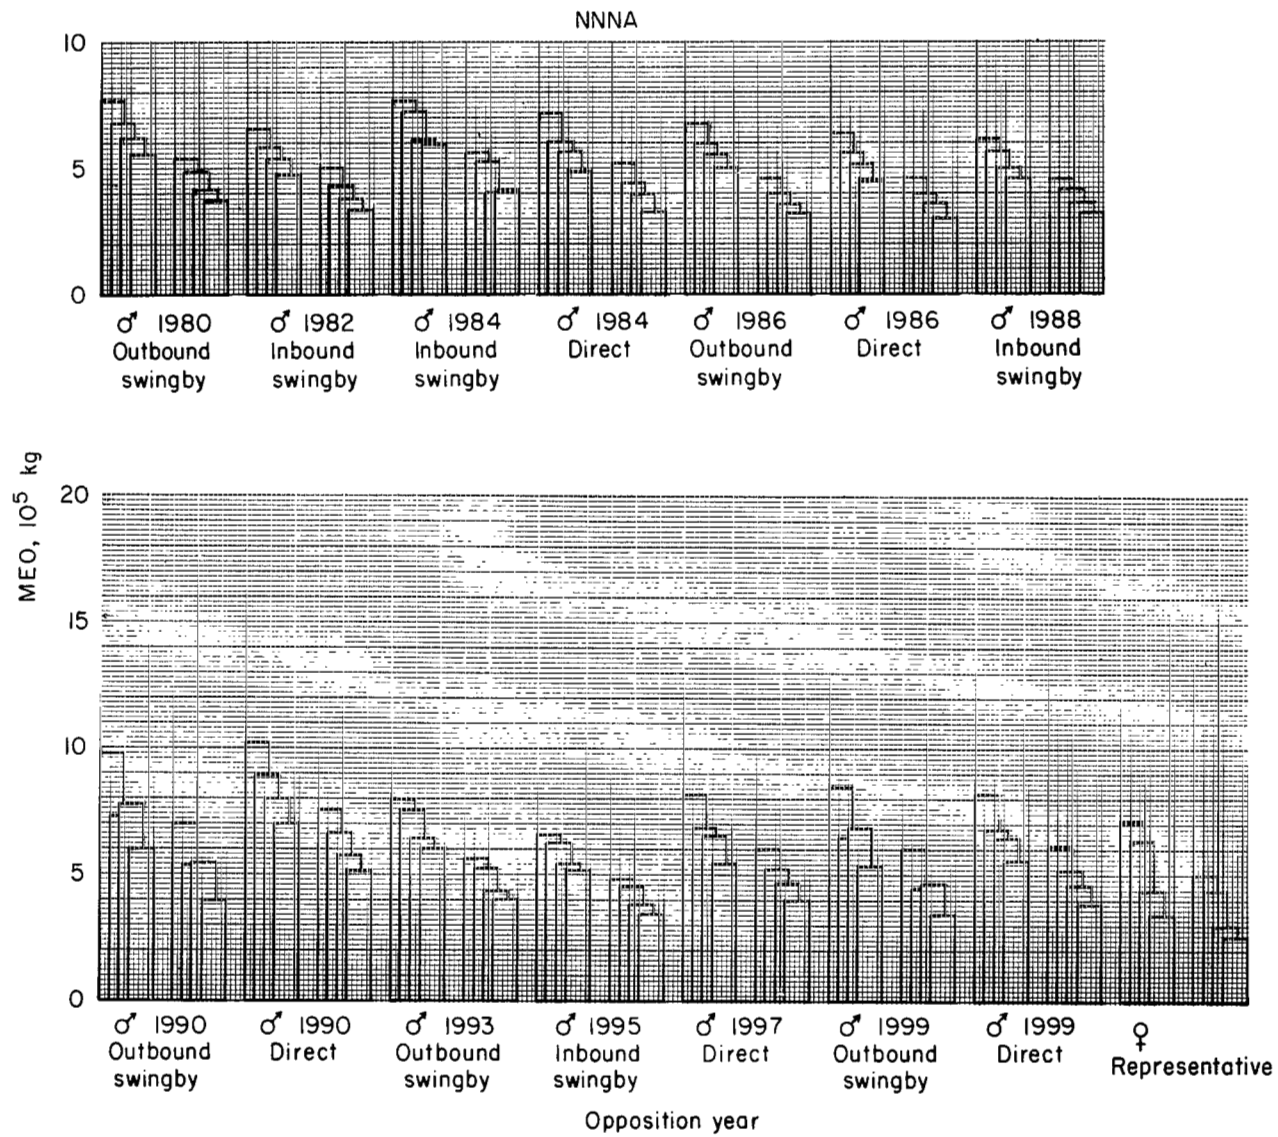 NNNA
10
5
0
♂ 1980 ♂ 1982 ♂ 1984 ♂ 1984 ♂ 1986 ♂ 1986 ♂ 1988
Outbound Inbound Inbound Direct Outbound Direct Inbound
swingby swingby swingby swingby swingby
MEO, 10⁵ kg
20
15
10
5
0
♂ 1990 ♂ 1990 ♂ 1993 ♂ 1995 ♂ 1997 ♂ 1999 ♂ 1999 ♀
Outbound Direct Outbound Inbound Direct Outbound Direct Representative
swingby swingby swingby swingby
Opposition year